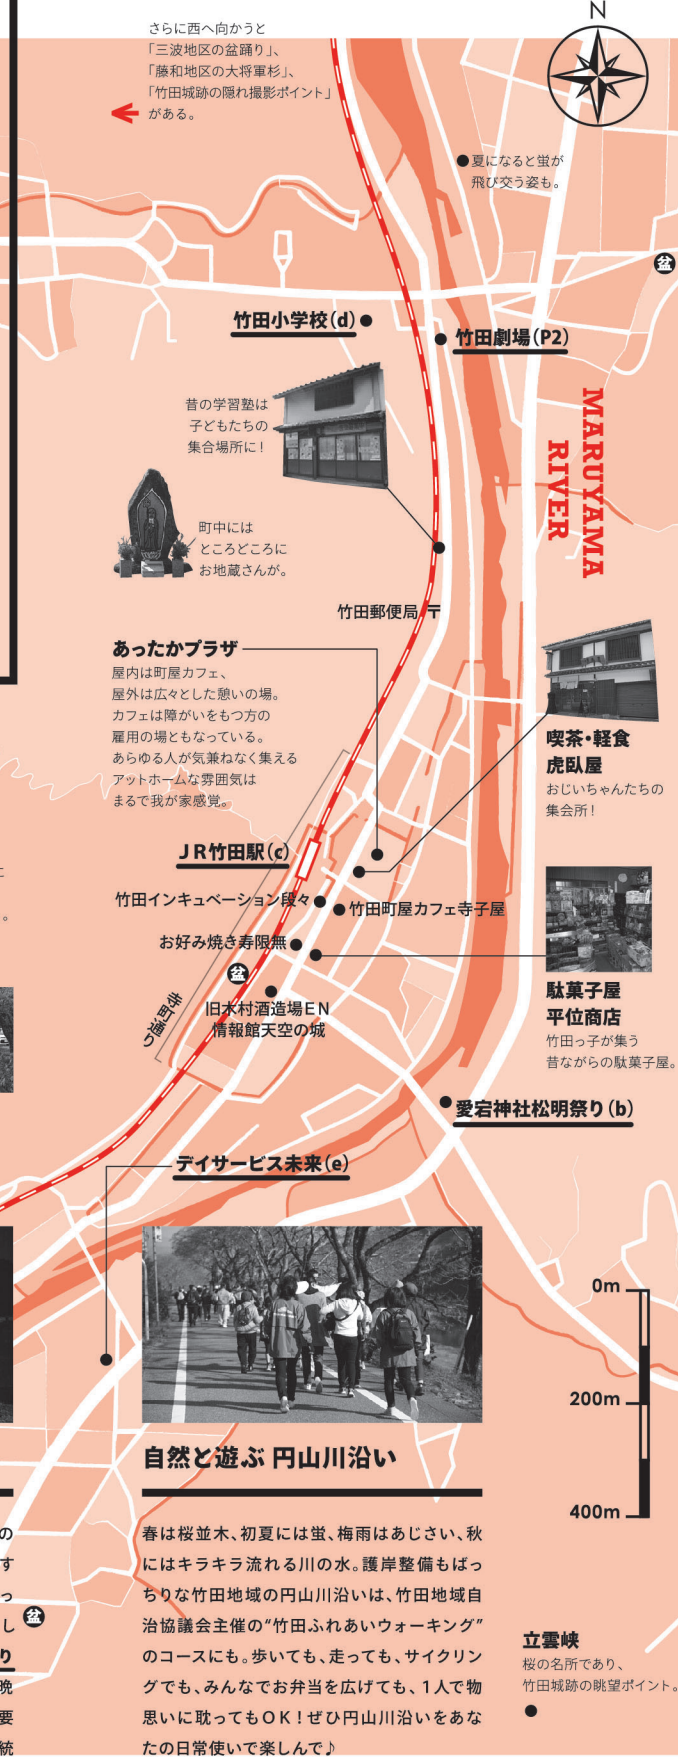 さらに西へ向かうと
「三波地区の盆踊り」、
「藤和地区の大将軍杉」、
「竹田城跡の隠れ撮影ポイント」
がある。
N
●夏になると蛍が
飛び交う姿も。
盆
竹田小学校(d)●
●竹田劇場(P2)
MARUYAMA
RIVER
昔の学習塾は
子どもたちの
集合場所に！
町中には
ところどころに
お地蔵さんが。
竹田郵便局 〒
あったかプラザ
屋内は町屋カフェ、
屋外は広々とした憩いの場。
カフェは障がいをもつ方の
雇用の場ともなっている。
あらゆる人が気兼ねなく集える
アットホームな雰囲気は
まるで我が家感覚。
喫茶・軽食
虎臥屋
おじいちゃんたちの
集会所！
JR竹田駅(c)
竹田インキュベーション段々●
●竹田町屋カフェ寺子屋
お好み焼き寿限無●
盆
旧木村酒造場EN
情報館天空の城
寺町通り
駄菓子屋
平位商店
竹田っ子が集う
昔ながらの駄菓子屋。
●愛宕神社松明祭り(b)
デイサービス未来(e)
0m
200m
400m
自然と遊ぶ 円山川沿い
春は桜並木、初夏には蛍、梅雨はあじさい、秋
にはキラキラ流れる川の水。護岸整備もばっ
ちりな竹田地域の円山川沿いは、竹田地域自
治協議会主催の“竹田ふれあいウォーキング”
のコースにも。歩いても、走っても、サイクリン
グでも、みんなでお弁当を広げても、1人で物
思いに耽ってもOK！ぜひ円山川沿いをあな
たの日常使いで楽しんで♪
に
。
の
す
っ
し
り
晩
要
統
盆
立雲峡
桜の名所であり、
竹田城跡の眺望ポイント。
●